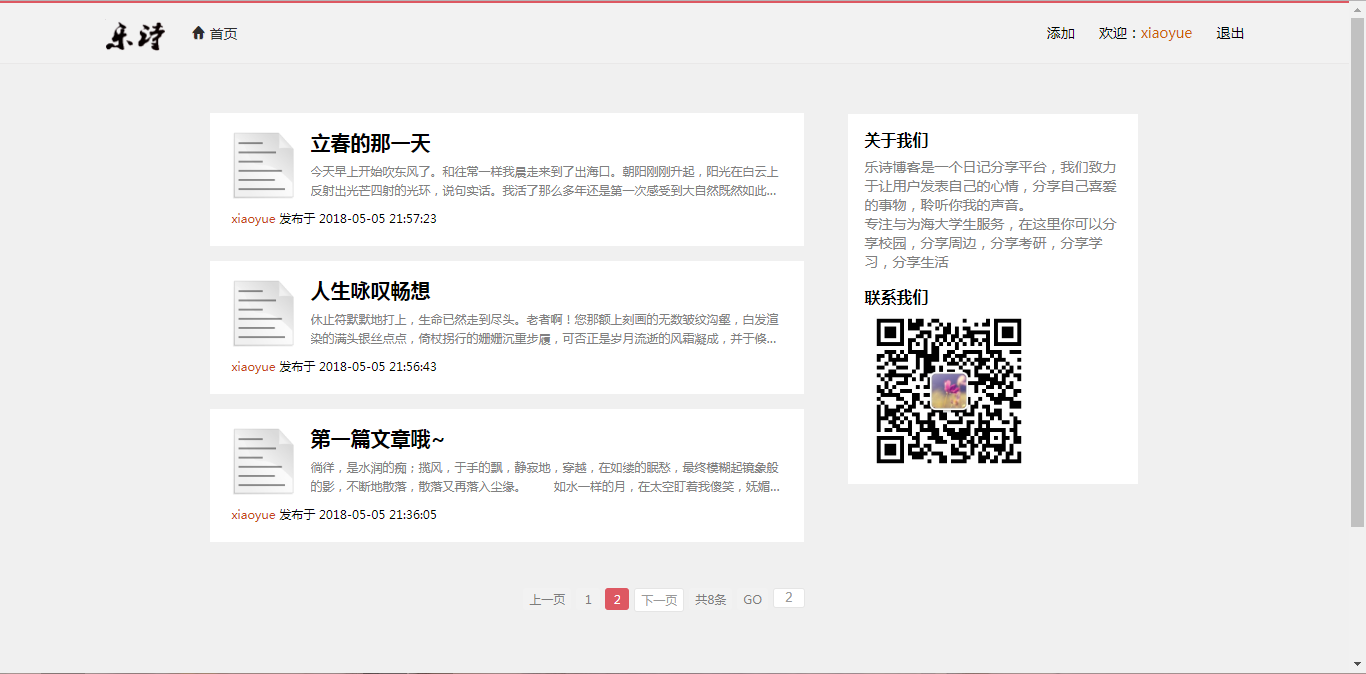 乐诗
首页
添加 欢迎：xiaoyue 退出
立春的那一天
今天早上开始吹东风了。和往常一样我晨走来到了出海口。朝阳刚刚升起，阳光在白云上
反射出光芒四射的光环，说句实话。我活了那么多年还是第一次感受到大自然既然如此...
xiaoyue 发布于 2018-05-05 21:57:23
人生咏叹畅想
休止符默默地打上，生命已然走到尽头。老者啊！您那额上刻画的无数皱纹沟壑，白发渲
染的满头银丝点点，倚杖拐行的姗姗沉重步履，可否正是岁月流逝的风霜凝成，并于倏...
xiaoyue 发布于 2018-05-05 21:56:43
第一篇文章哦~
徜徉，是水润的痴；揽风，于手的飘，静寂地，穿越，在如缕的眠愁，最终模糊起镜象般
的影，不断地散落，散落又再落入尘缘。 如水一样的月，在太空盯着我傻笑，妩媚...
xiaoyue 发布于 2018-05-05 21:36:05
上一页 1 2 下一页 共8条 GO 2
关于我们
乐诗博客是一个日记分享平台，我们致力
于让用户发表自己的心情，分享自己喜爱
的事物，聆听你我的声音。
专注与为海大学生服务，在这里你可以分
享校园，分享周边，分享考研，分享学
习，分享生活
联系我们